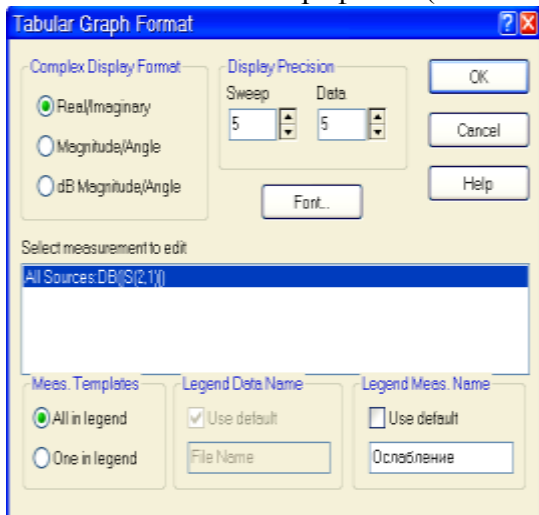 Tabular Graph Format
Complex Display Format
Real/Imaginary
Magnitude/Angle
dB Magnitude/Angle
Display Precision
Sweep Data
5 5
OK
Cancel
Help
Font...
Select measurement to edit
All Sources:DB(|S(2,1)|)
Meas. Templates
All in legend
One in legend
Legend Data Name
Use default
File Name
Legend Meas. Name
Use default
Ослабление